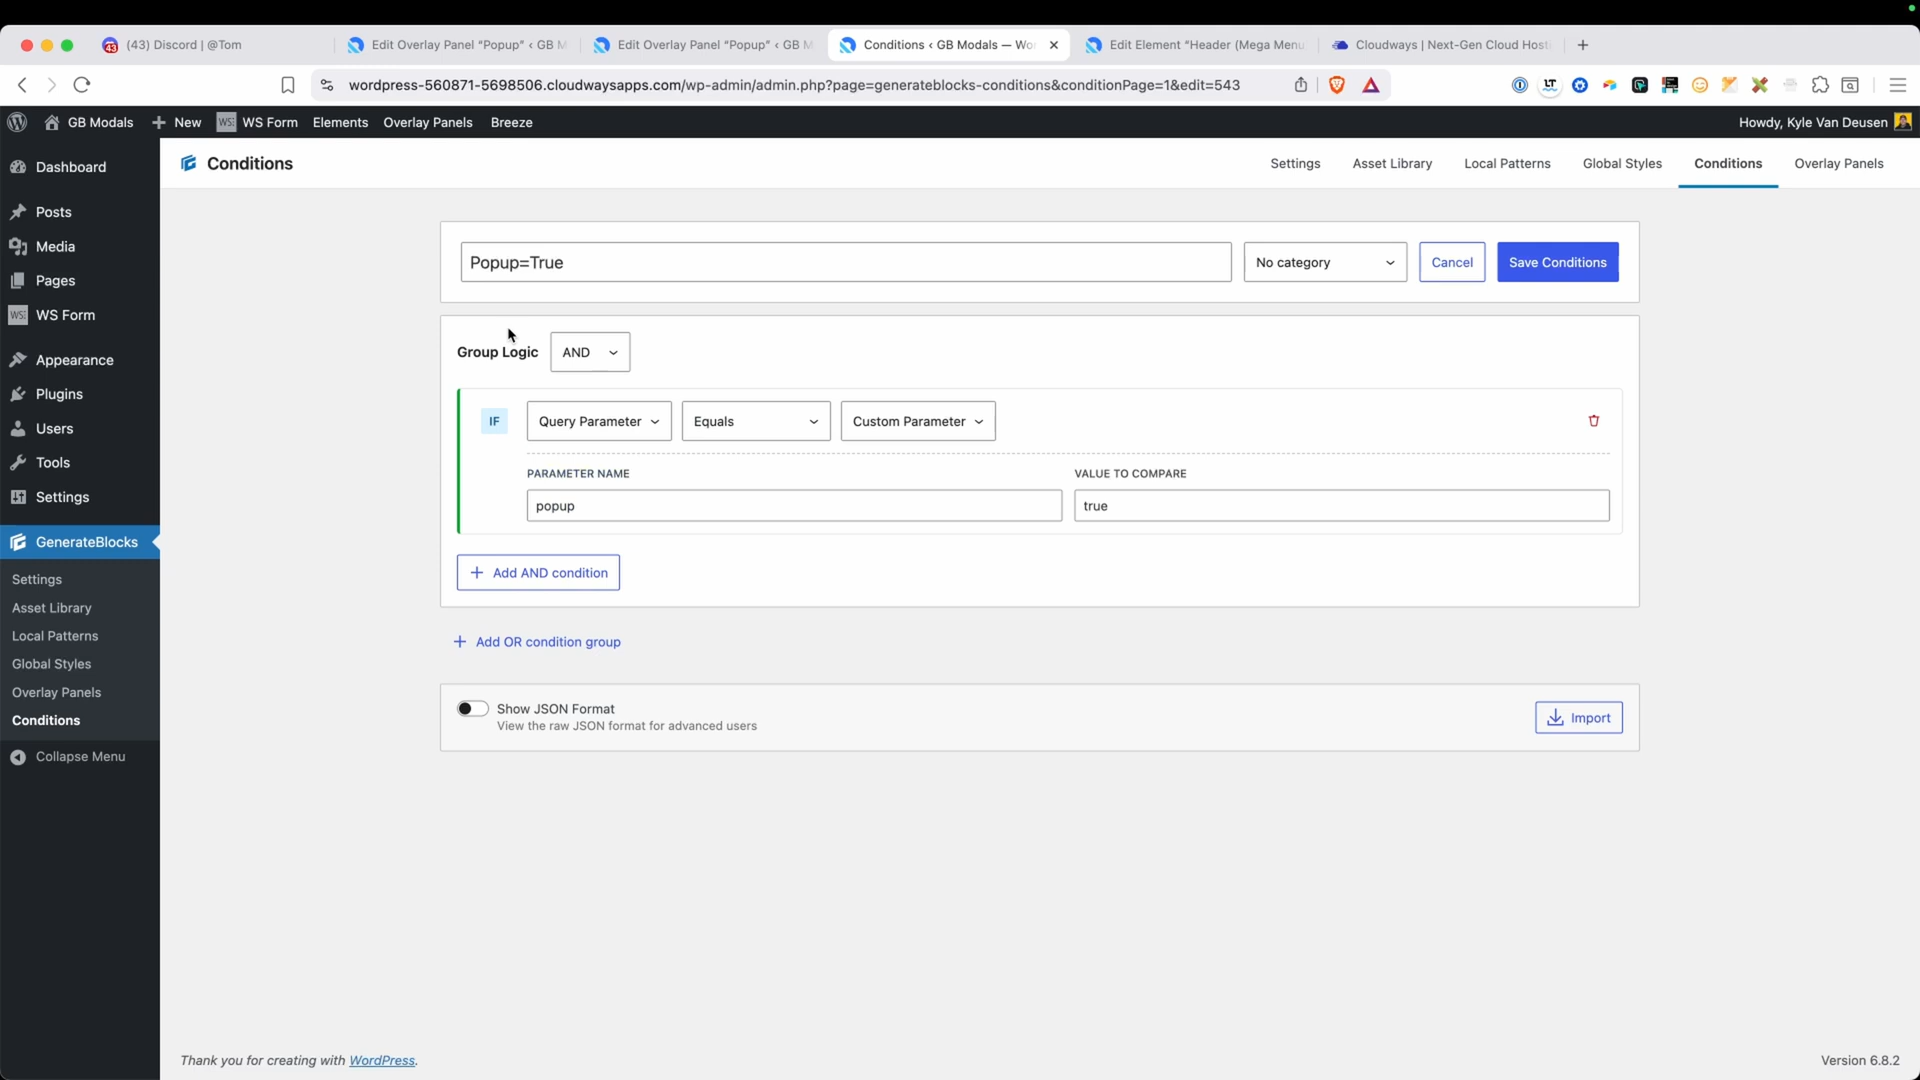 (43) Discord | @Tom
Edit Overlay Panel “Popup” ‹ GB M
Edit Overlay Panel “Popup” ‹ GB M
Conditions ‹ GB Modals — Wo
Edit Element “Header (Mega Menu
Cloudways | Next-Gen Cloud Host
wordpress-560871-5698506.cloudwaysapps.com/wp-admin/admin.php?page=generateblocks-conditions&conditionPage=1&edit=543
GB Modals
New
WS Form
Elements
Overlay Panels
Breeze
Howdy, Kyle Van Deusen
Dashboard
Posts
Media
Pages
WS Form
Appearance
Plugins
Users
Tools
Settings
GenerateBlocks
Settings
Asset Library
Local Patterns
Global Styles
Overlay Panels
Conditions
Collapse Menu
Conditions
Settings
Asset Library
Local Patterns
Global Styles
Conditions
Overlay Panels
Popup=True
No category
Cancel
Save Conditions
Group Logic
AND
IF
Query Parameter
Equals
Custom Parameter
PARAMETER NAME
VALUE TO COMPARE
popup
true
Add AND condition
Add OR condition group
Show JSON Format
View the raw JSON format for advanced users
Import
Thank you for creating with WordPress.
Version 6.8.2